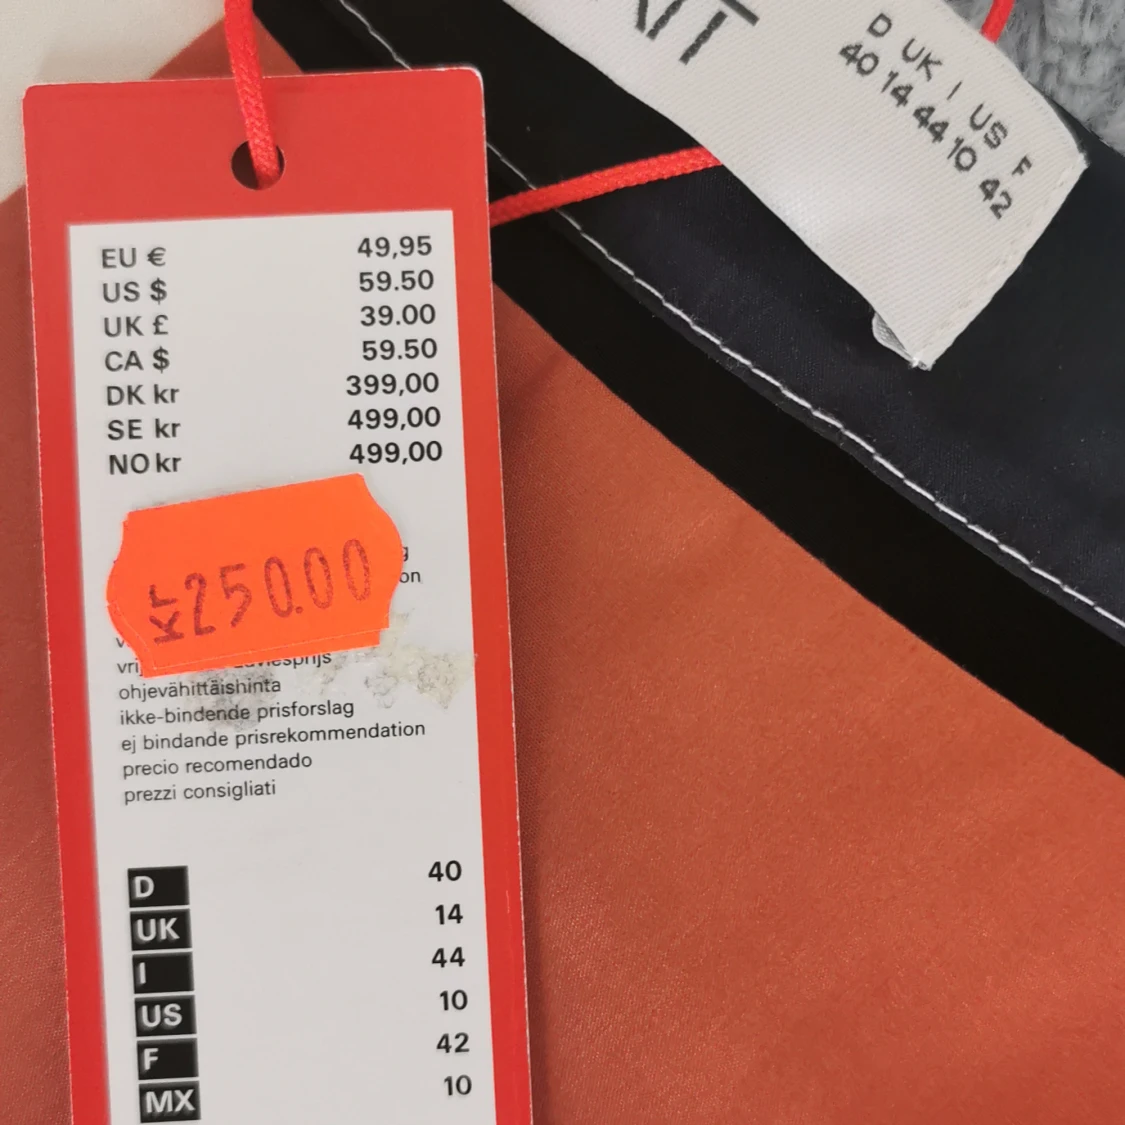 D UK I US F
40 14 44 10 42
EU € 49,95
US $ 59.50
UK £ 39.00
CA $ 59.50
DK kr 399,00
SE kr 499,00
NO kr 499,00
kr 250.00
ohjevähittäishinta
ikke-bindende prisforslag
ej bindande prisrekommendation
precio recomendado
prezzi consigliati
D 40
UK 14
I 44
US 10
F 42
MX 10